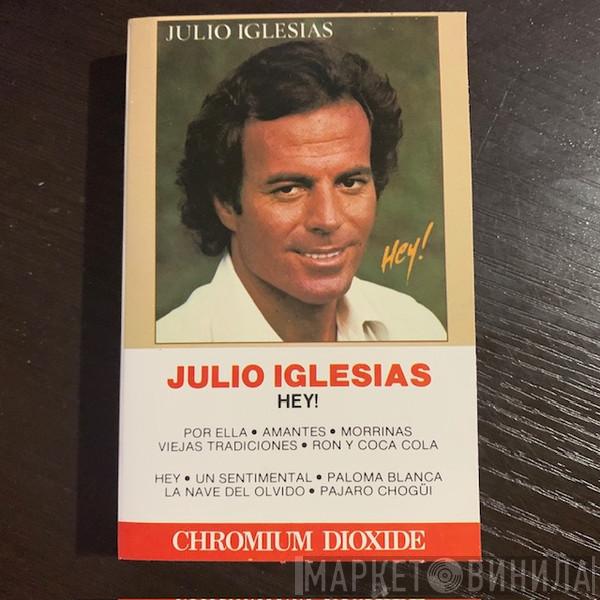 JULIO IGLESIAS
Hey!
JULIO IGLESIAS
HEY!
POR ELLA • AMANTES • MORRINAS
VIEJAS TRADICIONES • RON Y COCA COLA
HEY • UN SENTIMENTAL • PALOMA BLANCA
LA NAVE DEL OLVIDO • PAJARO CHOGÜI
CHROMIUM DIOXIDE
МАРКЕТ ВИНИЛА